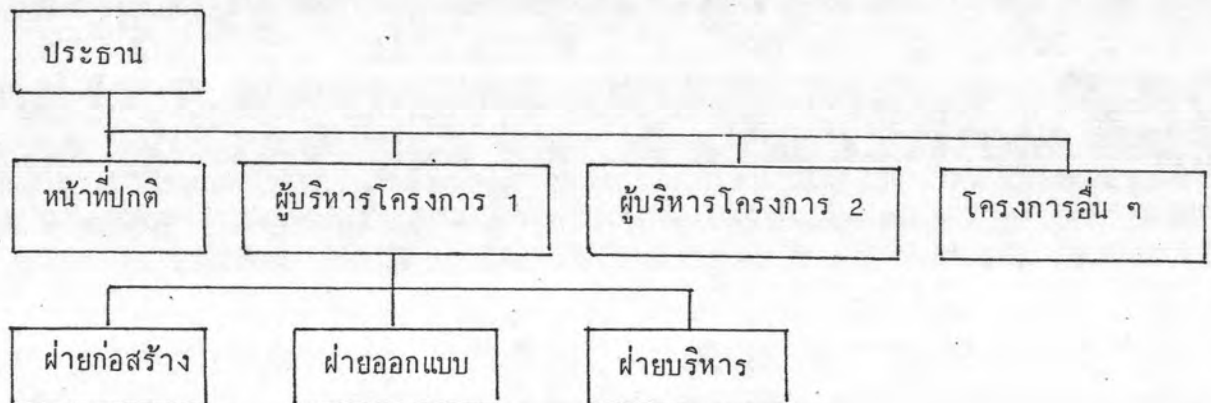 ประธาน
หน้าที่ปกติ
ผู้บริหารโครงการ 1
ผู้บริหารโครงการ 2
โครงการอื่น ๆ
ฝ่ายก่อสร้าง
ฝ่ายออกแบบ
ฝ่ายบริหาร